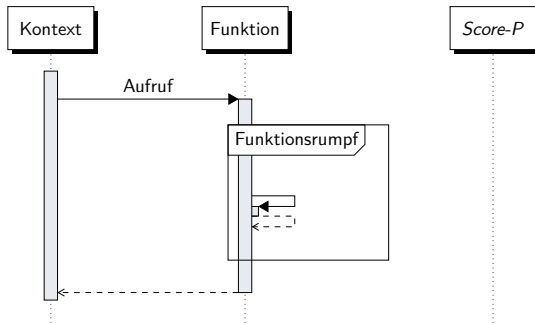 Kontext
Funktion
Score-P
Aufruf
Funktionsrumpf